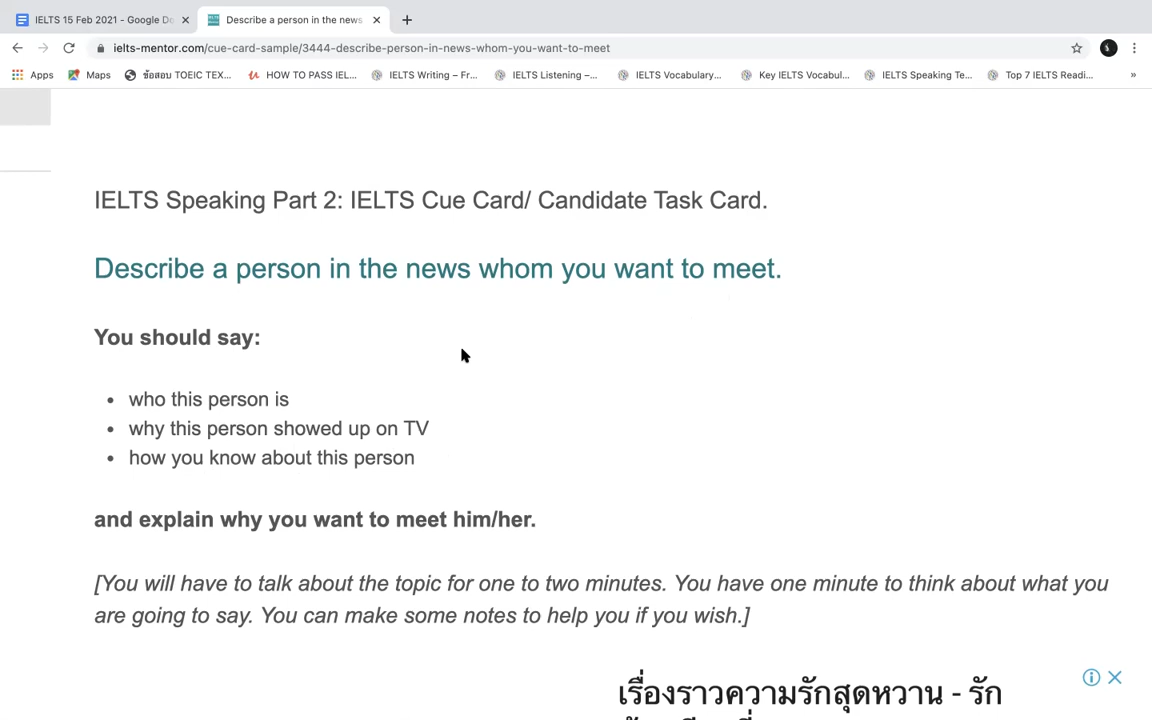 IELTS 15 Feb 2021 - Google Do
Describe a person in the news
ielts-mentor.com/cue-card-sample/3444-describe-person-in-news-whom-you-want-to-meet
Apps Maps ข้อสอบ TOEIC TEX... HOW TO PASS IEL... IELTS Writing – Fr... IELTS Listening –... IELTS Vocabulary... Key IELTS Vocabul... IELTS Speaking Te... Top 7 IELTS Readi... »
IELTS Speaking Part 2: IELTS Cue Card/ Candidate Task Card.
Describe a person in the news whom you want to meet.
You should say:
• who this person is
• why this person showed up on TV
• how you know about this person
and explain why you want to meet him/her.
[You will have to talk about the topic for one to two minutes. You have one minute to think about what you
are going to say. You can make some notes to help you if you wish.]
เรื่องราวความรักสุดหวาน - รัก